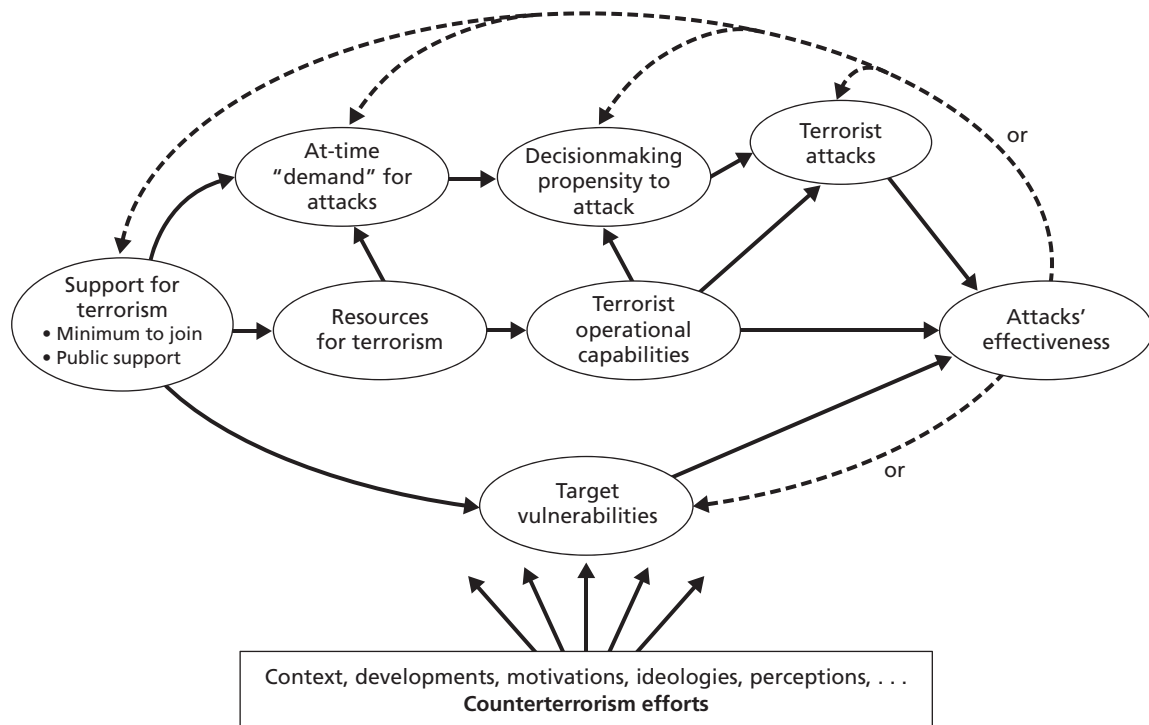 or
At-time
“demand” for
attacks
Decisionmaking
propensity to
attack
Terrorist
attacks
Support for
terrorism
• Minimum to join
• Public support
Resources
for terrorism
Terrorist
operational
capabilities
Attacks’
effectiveness
or
Target
vulnerabilities
Context, developments, motivations, ideologies, perceptions, . . .
Counterterrorism efforts